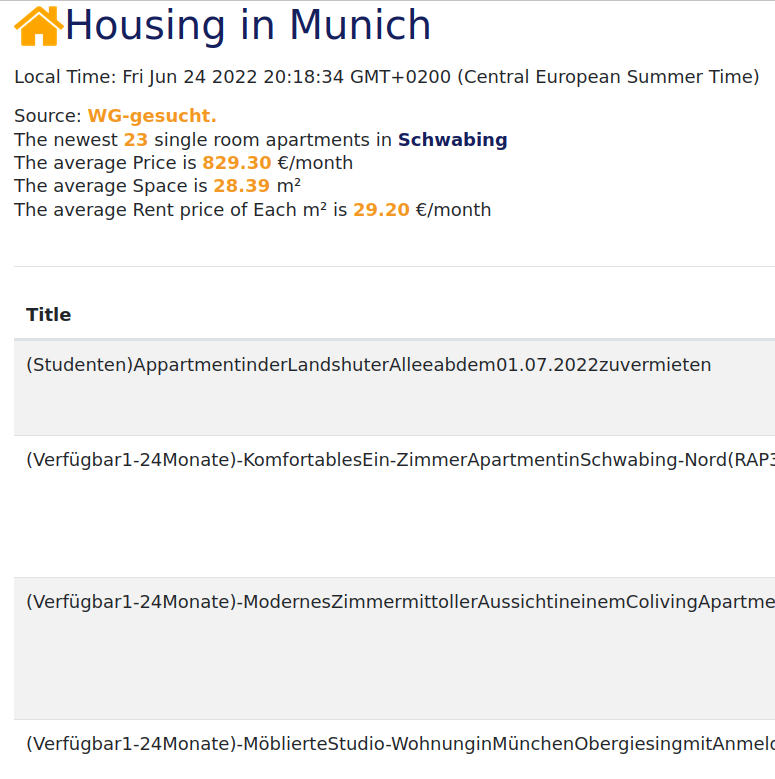 Housing in Munich
Local Time: Fri Jun 24 2022 20:18:34 GMT+0200 (Central European Summer Time)
Source: WG-gesucht.
The newest 23 single room apartments in Schwabing
The average Price is 829.30 €/month
The average Space is 28.39 m²
The average Rent price of Each m² is 29.20 €/month
Title
(Studenten)AppartmentinderLandshuterAlleeabdem01.07.2022zuvermieten
(Verfügbar1-24Monate)-KomfortablesEin-ZimmerApartmentinSchwabing-Nord(RAP3
(Verfügbar1-24Monate)-ModernesZimmermittollerAussichtineinemColivingApartme
(Verfügbar1-24Monate)-MöblierteStudio-WohnunginMünchenObergiesingmitAnmeld